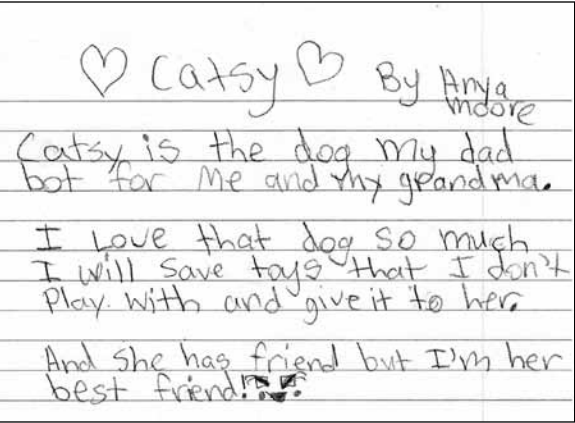 ♡ Catsy ♡ By Anya
moore
Catsy is the dog my dad
bot for me and my grandma.
I Love that dog so much
I will save toys that I don't
Play with and give it to her.
And she has friend but I'm her
best friend!